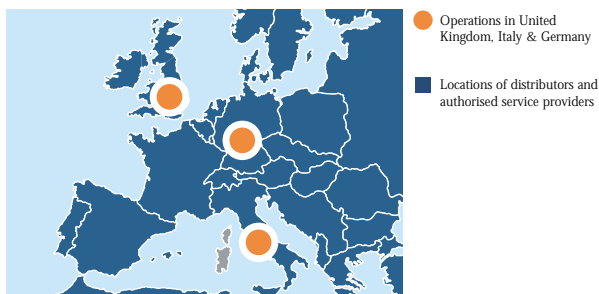 Operations in United
Kingdom, Italy & Germany
Locations of distributors and
authorised service providers